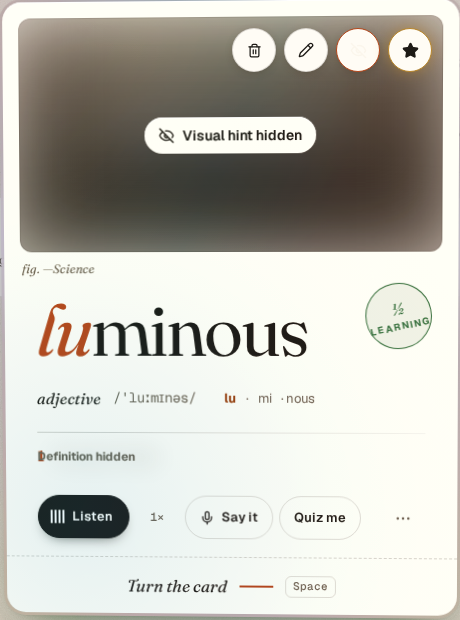 Visual hint hidden
fig. —Science
luminous
½
LEARNING
adjective /ˈluːmɪnəs/ lu · mi · nous
Definition hidden
Listen 1× Say it Quiz me ...
Turn the card — Space